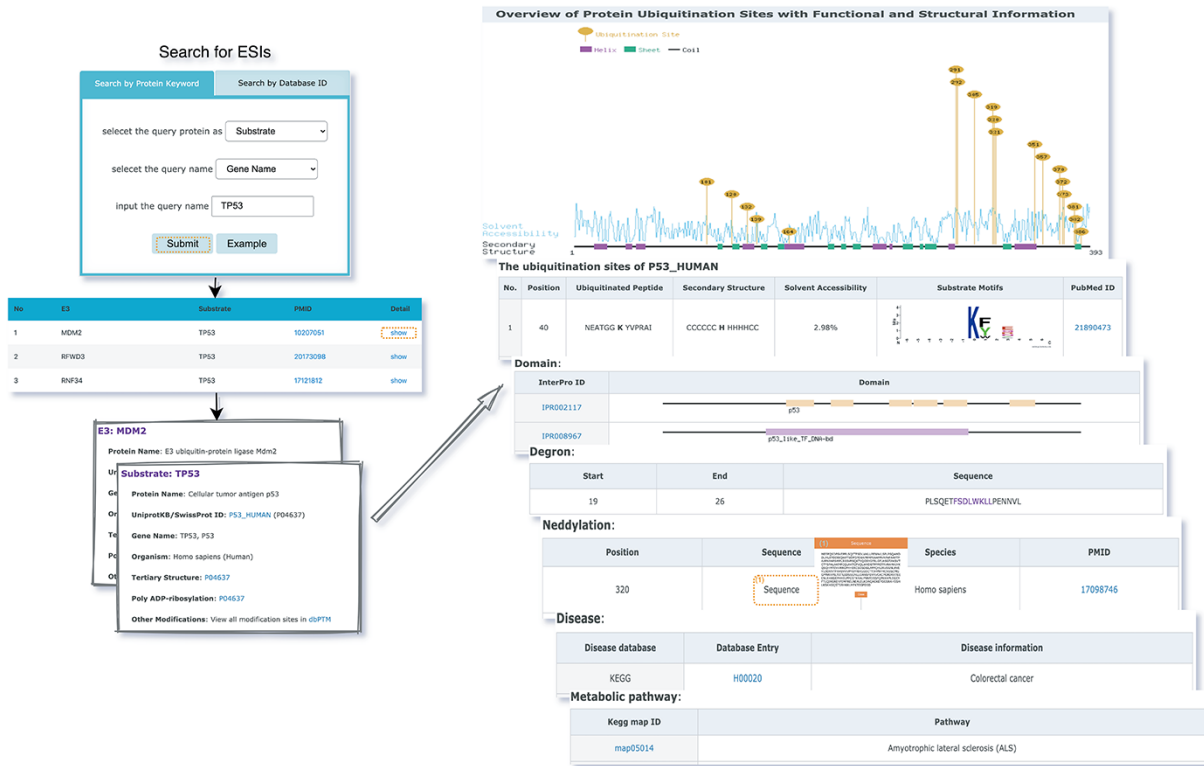 Search for ESIs
Search by Protein Keyword
Search by Database ID
selecet the query protein as Substrate
selecet the query name Gene Name
input the query name TP53
Submit Example
No E3 Substrate PMID Detail
1 MDM2 TP53 10207051 show
2 RFWD3 TP53 20173098 show
3 RNF34 TP53 17121812 show
E3: MDM2
Protein Name: E3 ubiquitin-protein ligase Mdm2
Substrate: TP53
Protein Name: Cellular tumor antigen p53
UniprotKB/SwissProt ID: P53_HUMAN (P04637)
Gene Name: TP53, P53
Organism: Homo sapiens (Human)
Tertiary Structure: P04637
Poly ADP-ribosylation: P04637
Other Modifications: View all modification sites in dbPTM
Overview of Protein Ubiquitination Sites with Functional and Structural Information
Ubiquitination Site
Helix Sheet Coil
Solvent
Accessibility
Secondary
Structure
1 393
The ubiquitination sites of P53_HUMAN
No. Position Ubiquitinated Peptide Secondary Structure Solvent Accessibility Substrate Motifs PubMed ID
1 40 NEATGG K YVPRAI CCCCCC H HHHHCC 2.98% 21890473
Domain:
InterPro ID Domain
IPR002117 p53
IPR008967 p53_like_TF_DNA-bd
Degron:
Start End Sequence
19 26 PLSQETFSDLWKLLPENNVL
Neddylation:
Position Sequence Species PMID
320 Sequence Homo sapiens 17098746
(1) Sequence
Disease:
Disease database Database Entry Disease information
KEGG H00020 Colorectal cancer
Metabolic pathway:
Kegg map ID Pathway
map05014 Amyotrophic lateral sclerosis (ALS)